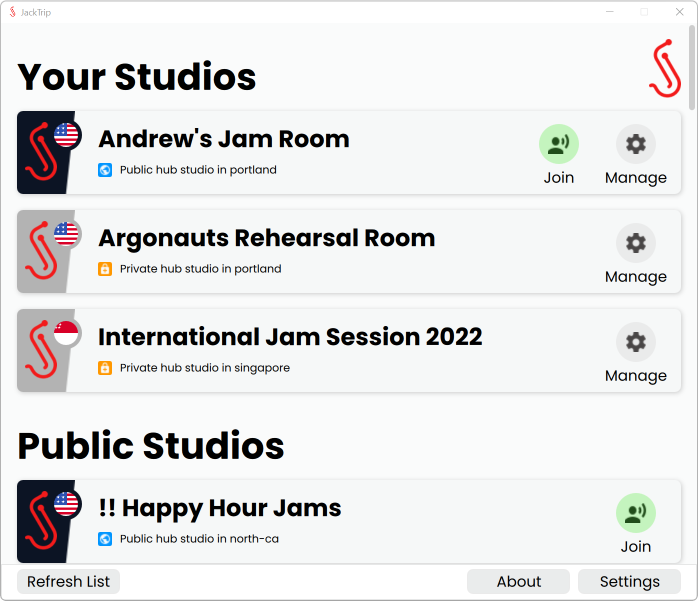 JackTrip
Your Studios
Andrew's Jam Room
Public hub studio in portland
Join
Manage
Argonauts Rehearsal Room
Private hub studio in portland
Manage
International Jam Session 2022
Private hub studio in singapore
Manage
Public Studios
!! Happy Hour Jams
Public hub studio in north-ca
Join
Refresh List
About
Settings